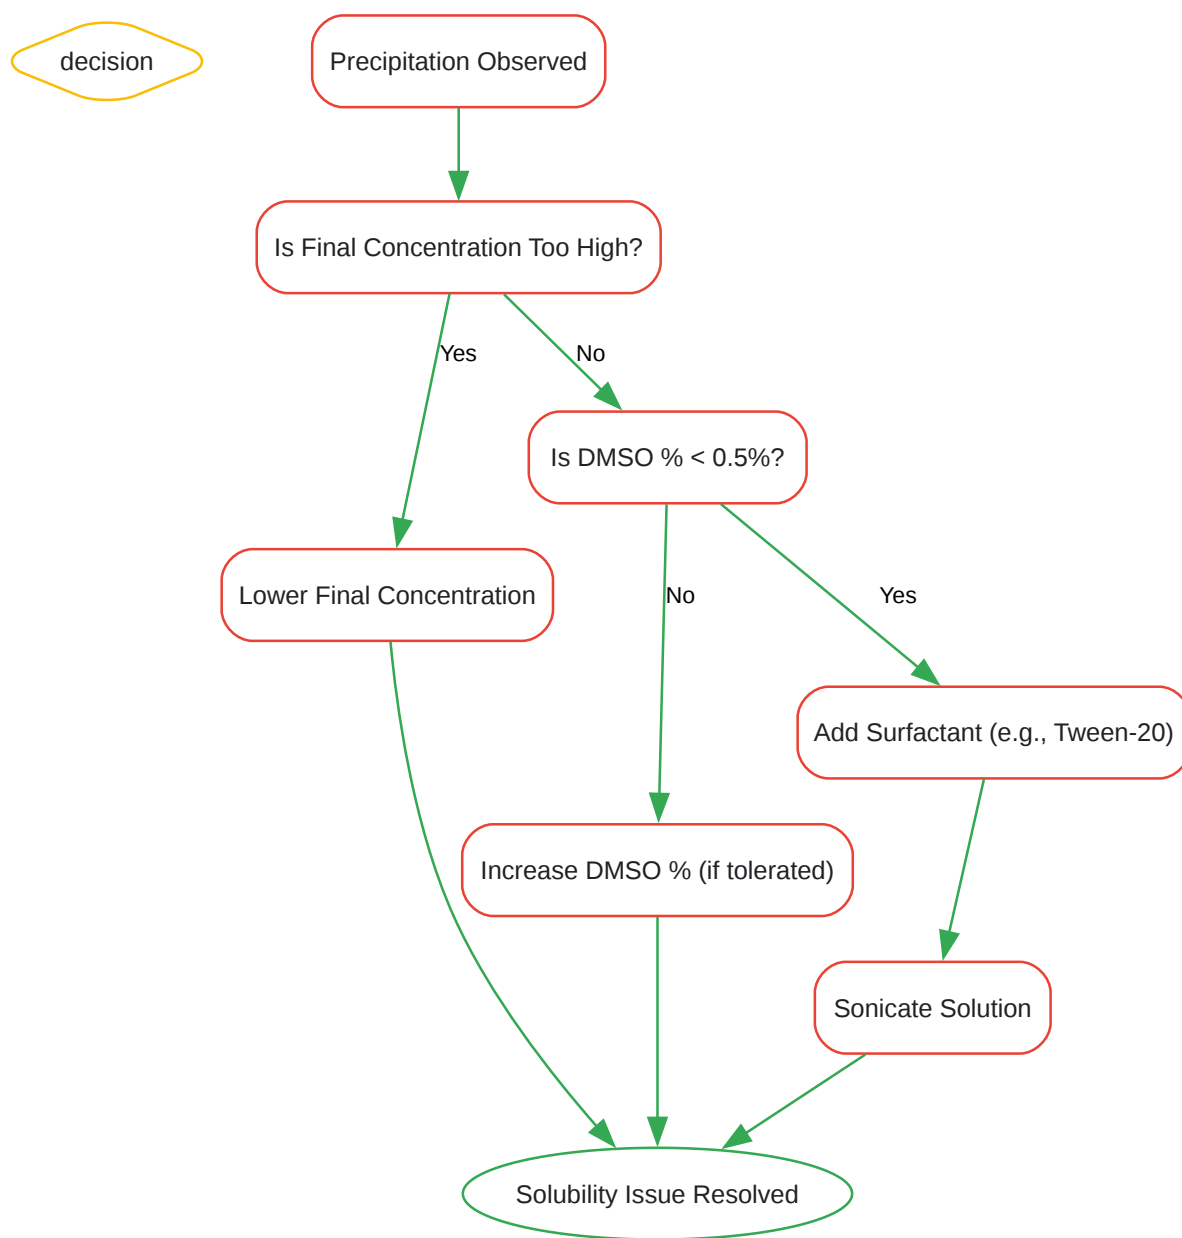 decision
Precipitation Observed
Is Final Concentration Too High?
Yes
No
Is DMSO % < 0.5%?
Lower Final Concentration
No
Yes
Add Surfactant (e.g., Tween-20)
Increase DMSO % (if tolerated)
Sonicate Solution
Solubility Issue Resolved